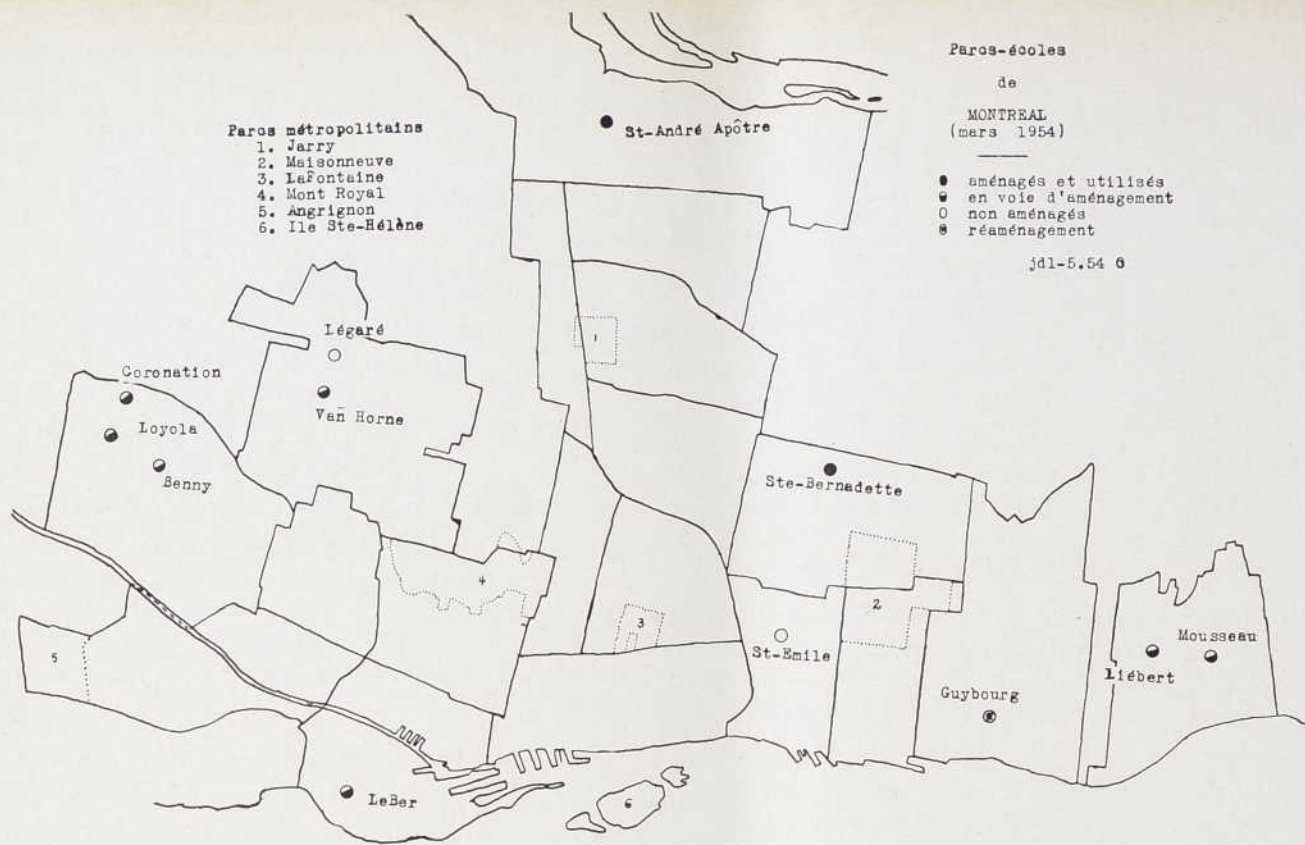 Parcs-écoles
de
MONTREAL
(mars 1954)
aménagés et utilisés
en voie d'aménagement
non aménagés
réaménagement
jdl-5.54
Parcs métropolitains
1. Jarry
2. Maisonneuve
3. LaFontaine
4. Mont Royal
5. Angrignon
6. Ile Ste-Hélène
St-André Apôtre
Légaré
1
Coronation
Van Horne
Loyola
Benny
Ste-Bernadette
4
2
3
St-Emile
Mousseau
5
Liébert
Guybourg
LeBer
6